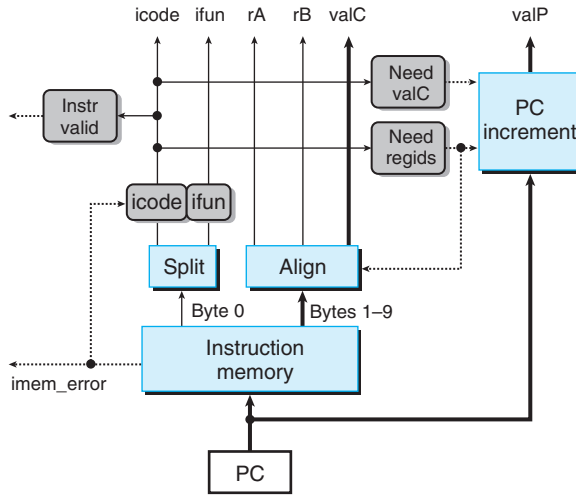 icode ifun rA rB valC valP
Need
valC
Instr
valid
PC
increment
Need
regids
icode ifun
Split
Align
Byte 0
Bytes 1–9
Instruction
memory
imem_error
PC